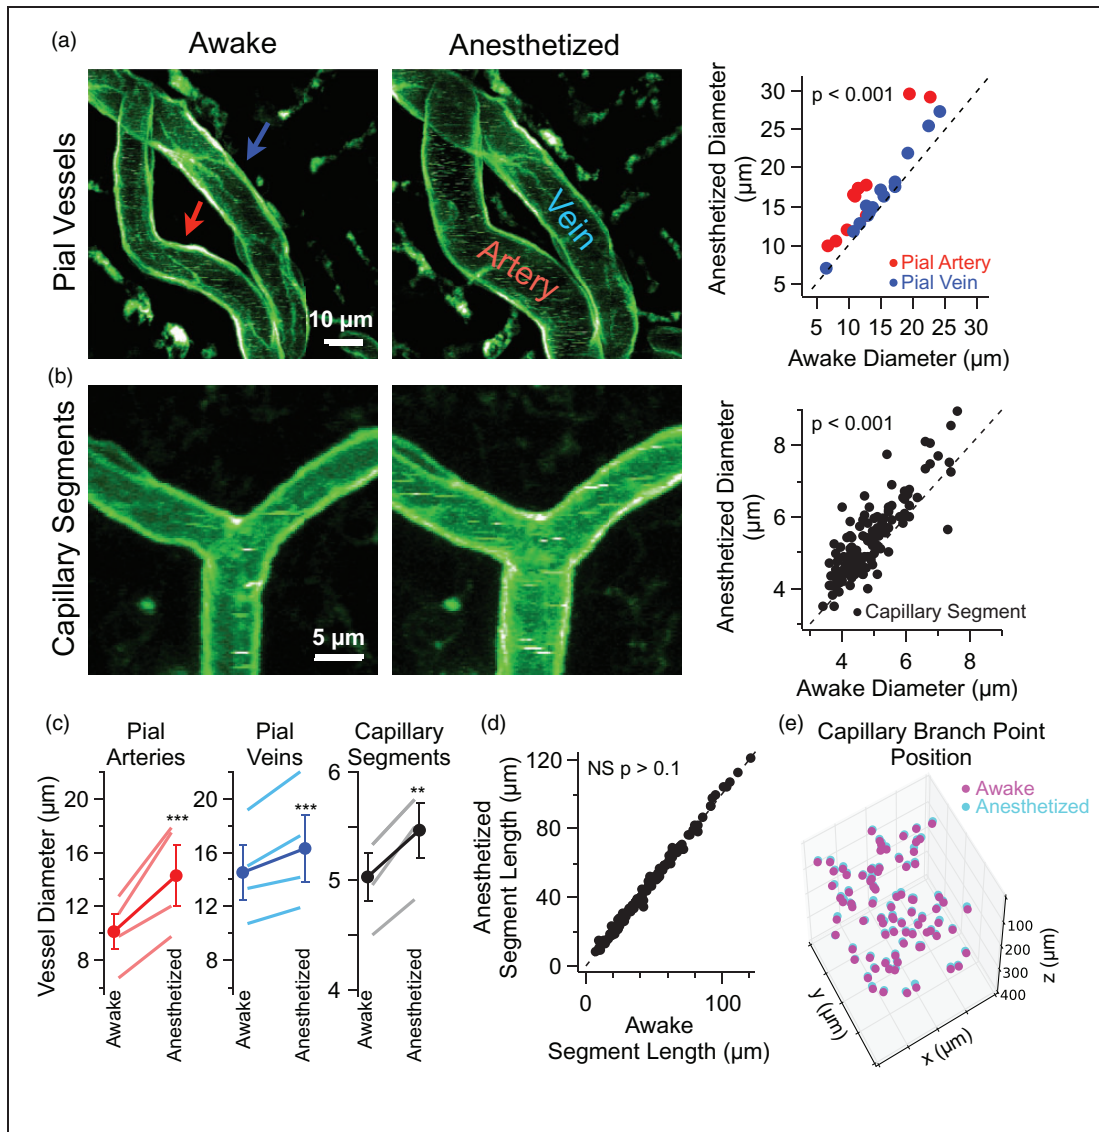 (a)
Awake
Anesthetized
Pial Vessels
10 µm
Artery
Vein
Anesthetized Diameter
(µm)
30
25
20
15
10
5
p < 0.001
Pial Artery
Pial Vein
5
10
15
20
25
30
Awake Diameter (µm)
(b)
Capillary Segments
5 µm
Anesthetized Diameter
(µm)
8
6
4
p < 0.001
Capillary Segment
4
6
8
Awake Diameter (µm)
(c)
Pial
Arteries
Vessel Diameter (µm)
20
16
12
8
***
Awake
Anesthetized
Pial
Veins
20
16
12
8
***
Awake
Anesthetized
Capillary
Segments
6
5
4
**
Awake
Anesthetized
(d)
Anesthetized
Segment Length (µm)
120
80
40
0
NS p > 0.1
0
100
Awake
Segment Length (µm)
(e)
Capillary Branch Point
Position
Awake
Anesthetized
100
200
300
400
z (µm)
y (µm)
x (µm)